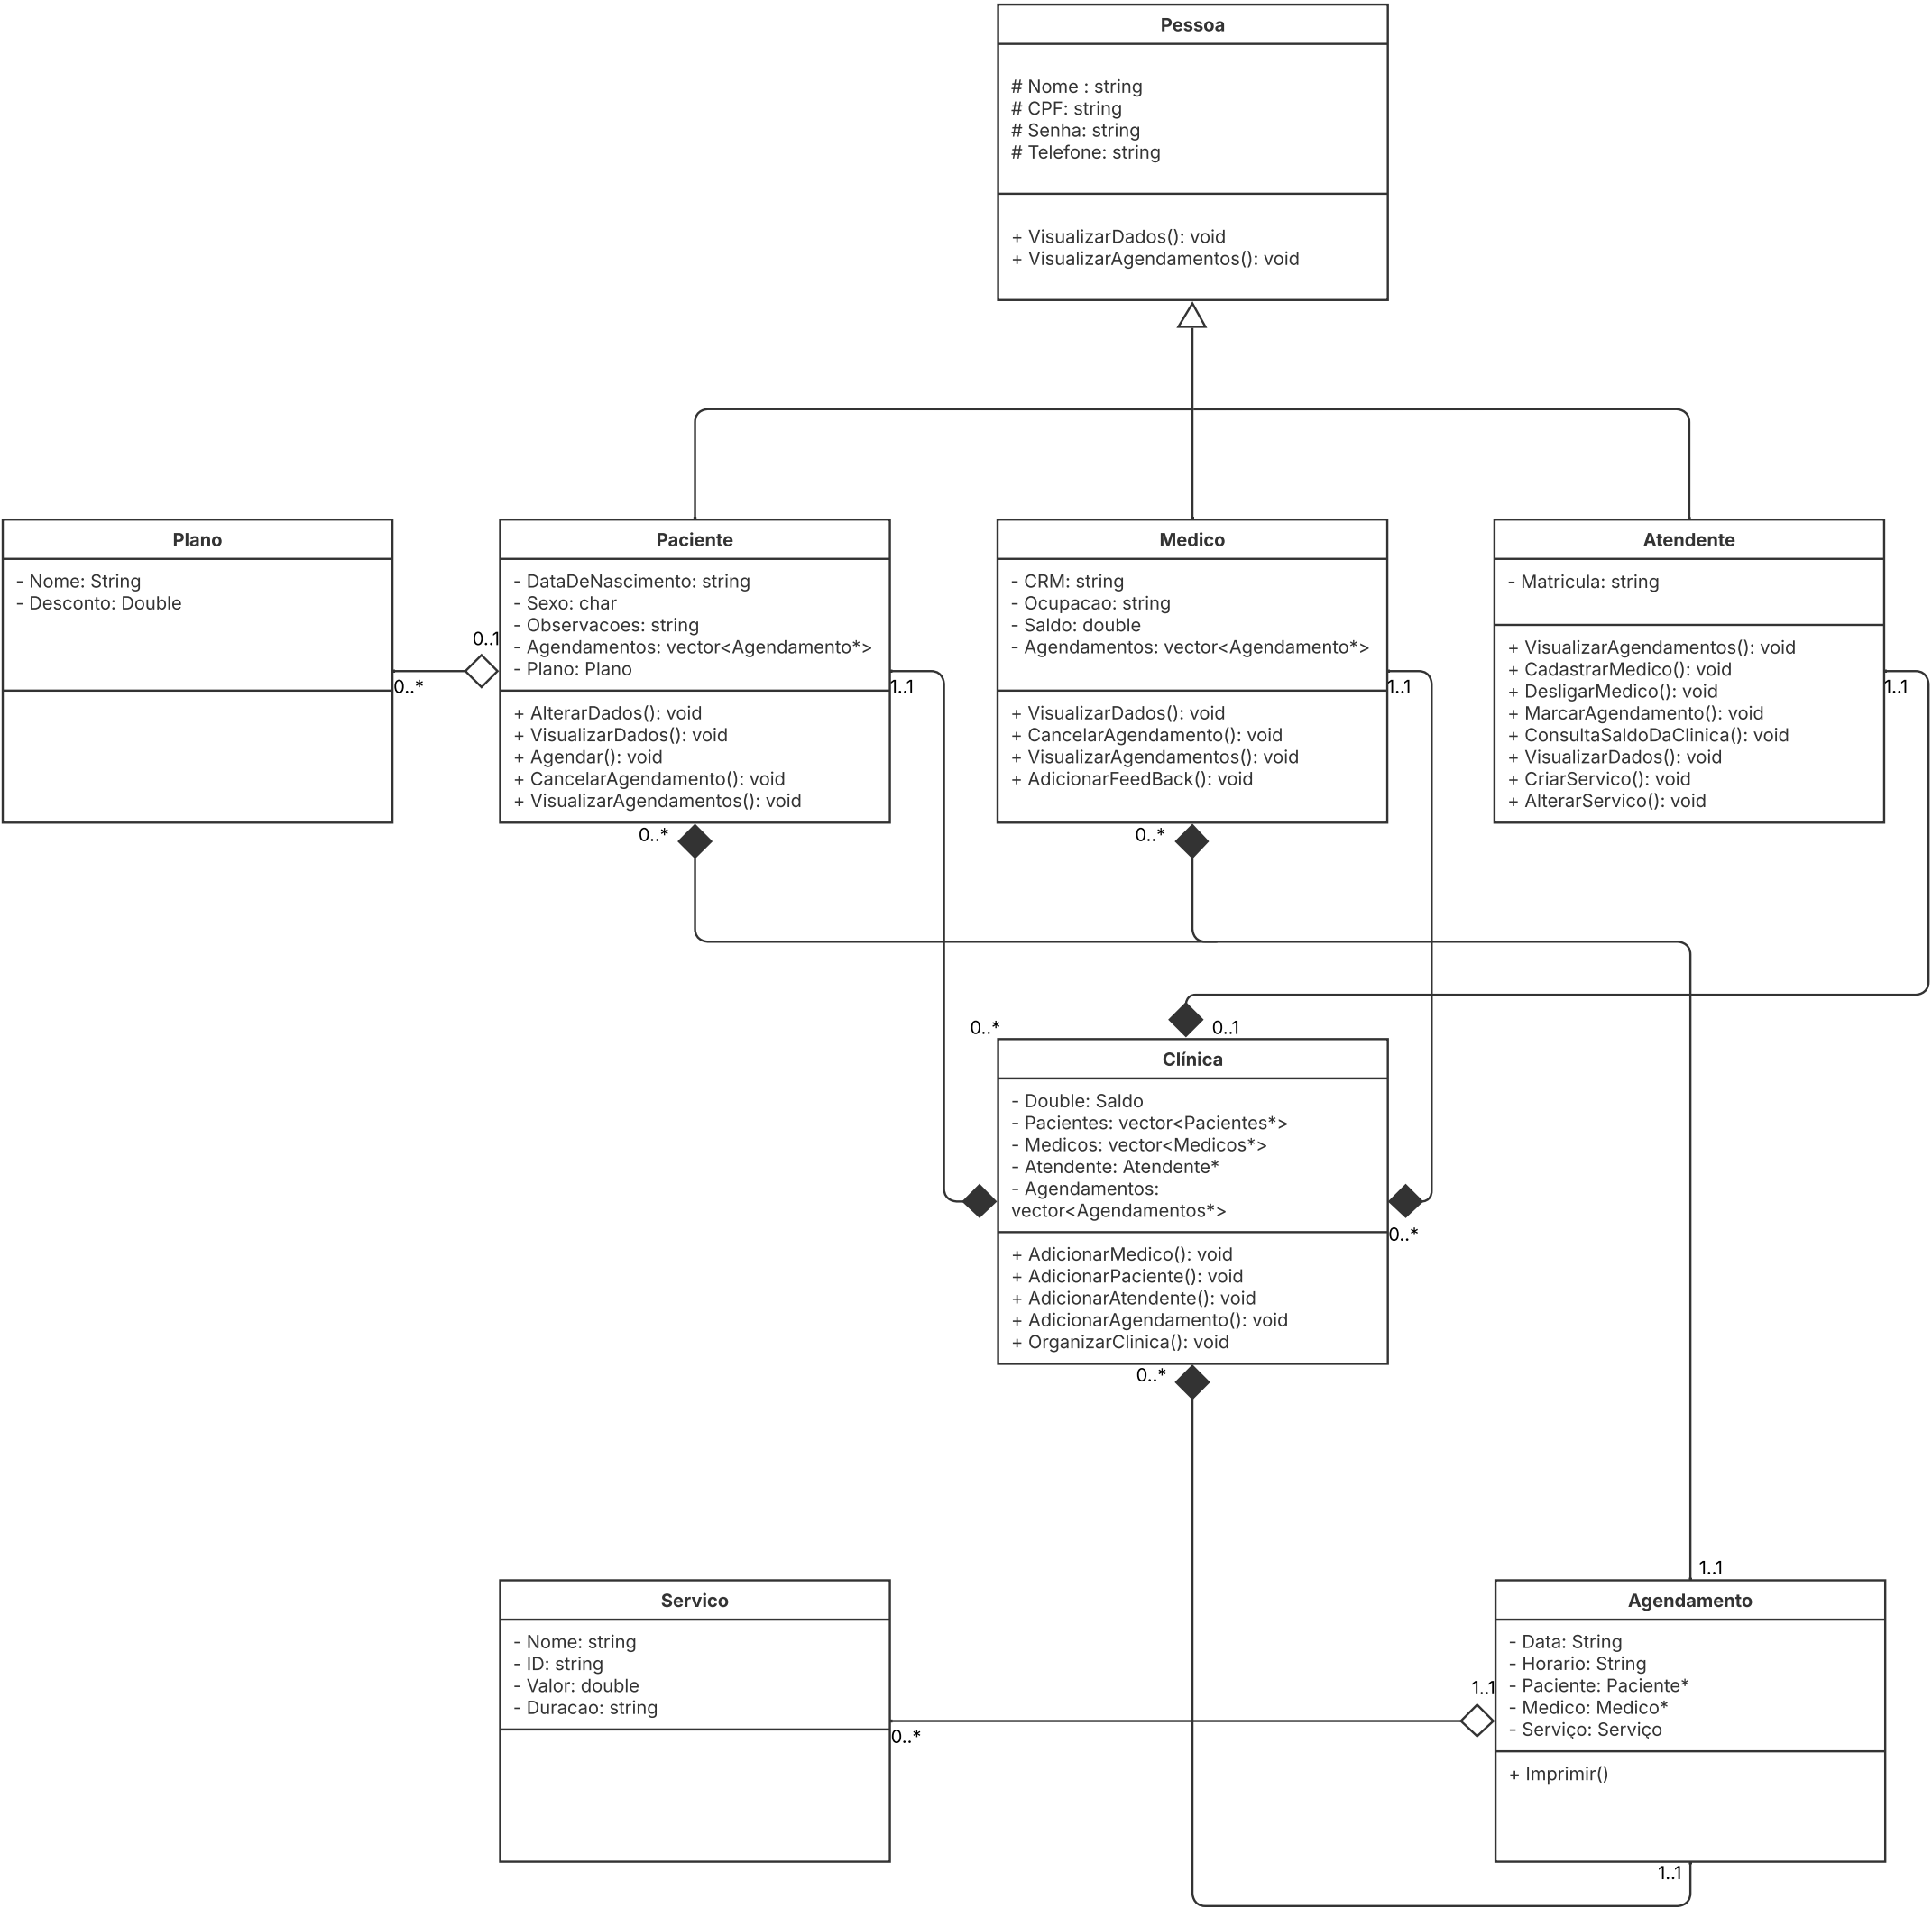 Pessoa
# Nome : string
# CPF: string
# Senha: string
# Telefone: string
+ VisualizarDados(): void
+ VisualizarAgendamentos(): void
Plano
- Nome: String
- Desconto: Double
0..*
0..1
Paciente
- DataDeNascimento: string
- Sexo: char
- Observacoes: string
- Agendamentos: vector<Agendamento*>
- Plano: Plano
+ AlterarDados(): void
+ VisualizarDados(): void
+ Agendar(): void
+ CancelarAgendamento(): void
+ VisualizarAgendamentos(): void
1..1
0..*
Medico
- CRM: string
- Ocupacao: string
- Saldo: double
- Agendamentos: vector<Agendamento*>
+ VisualizarDados(): void
+ CancelarAgendamento(): void
+ VisualizarAgendamentos(): void
+ AdicionarFeedBack(): void
1..1
0..*
Atendente
- Matricula: string
+ VisualizarAgendamentos(): void
+ CadastrarMedico(): void
+ DesligarMedico(): void
+ MarcarAgendamento(): void
+ ConsultaSaldoDaClinica(): void
+ VisualizarDados(): void
+ CriarServico(): void
+ AlterarServico(): void
1..1
0..*
0..1
Clínica
- Double: Saldo
- Pacientes: vector<Pacientes*>
- Medicos: vector<Medicos*>
- Atendente: Atendente*
- Agendamentos:
vector<Agendamentos*>
+ AdicionarMedico(): void
+ AdicionarPaciente(): void
+ AdicionarAtendente(): void
+ AdicionarAgendamento(): void
+ OrganizarClinica(): void
0..*
0..*
Servico
- Nome: string
- ID: string
- Valor: double
- Duracao: string
0..*
1..1
1..1
Agendamento
- Data: String
- Horario: String
- Paciente: Paciente*
- Medico: Medico*
- Serviço: Serviço
+ Imprimir()
1..1